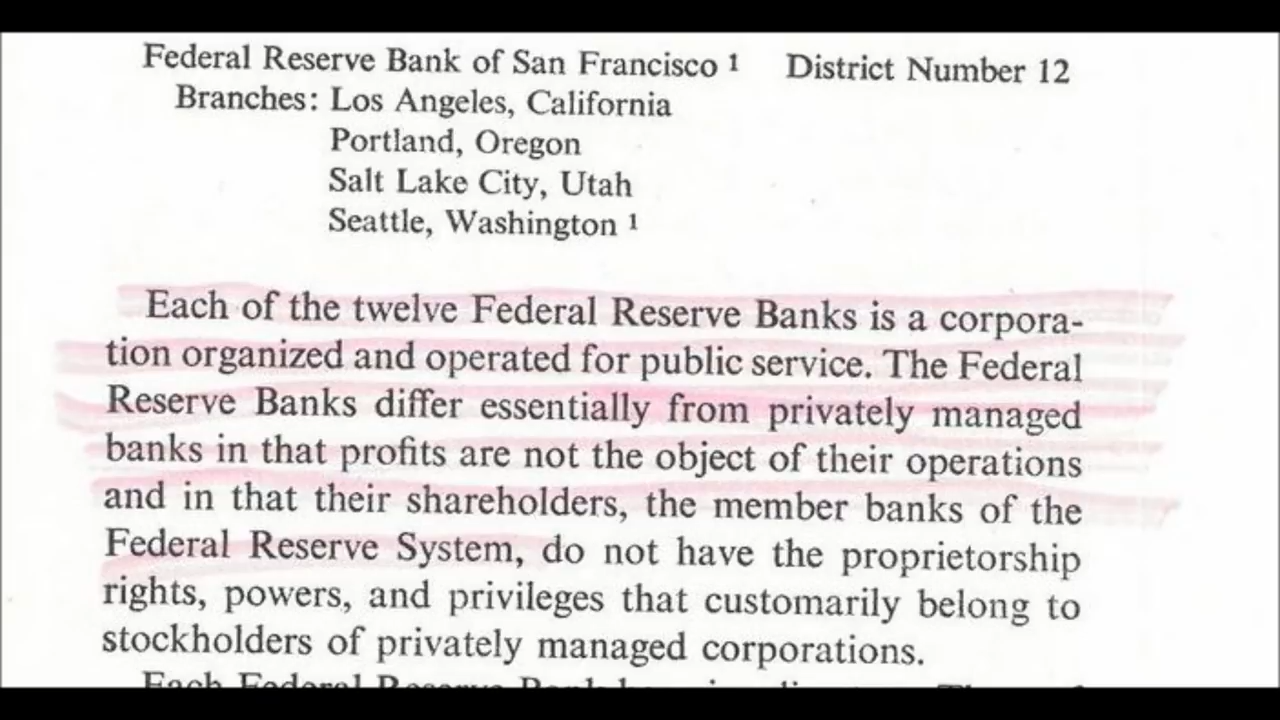 Federal Reserve Bank of San Francisco 1 District Number 12
Branches: Los Angeles, California
Portland, Oregon
Salt Lake City, Utah
Seattle, Washington 1
Each of the twelve Federal Reserve Banks is a corpora-
tion organized and operated for public service. The Federal
Reserve Banks differ essentially from privately managed
banks in that profits are not the object of their operations
and in that their shareholders, the member banks of the
Federal Reserve System, do not have the proprietorship
rights, powers, and privileges that customarily belong to
stockholders of privately managed corporations.
Each Federal Reserve Bank